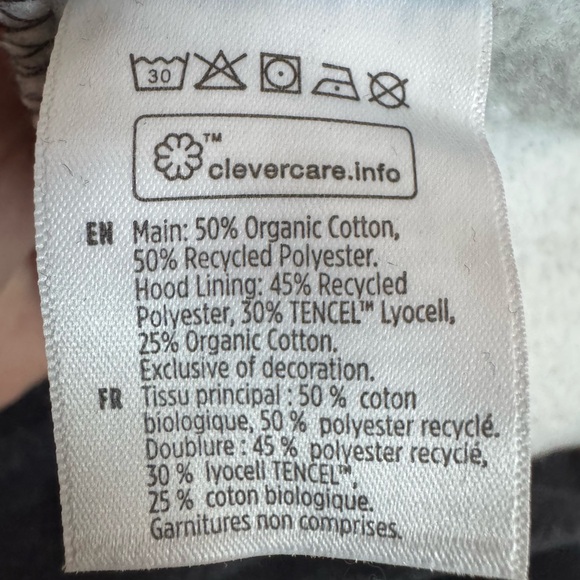 30
™
clevercare.info
EN Main: 50% Organic Cotton,
50% Recycled Polyester.
Hood Lining: 45% Recycled
Polyester, 30% TENCEL™ Lyocell,
25% Organic Cotton.
Exclusive of decoration.
FR Tissu principal : 50 % coton
biologique, 50 % polyester recyclé.
Doublure : 45 % polyester recyclé,
30 % lyocell TENCEL™,
25 % coton biologique.
Garnitures non comprises.